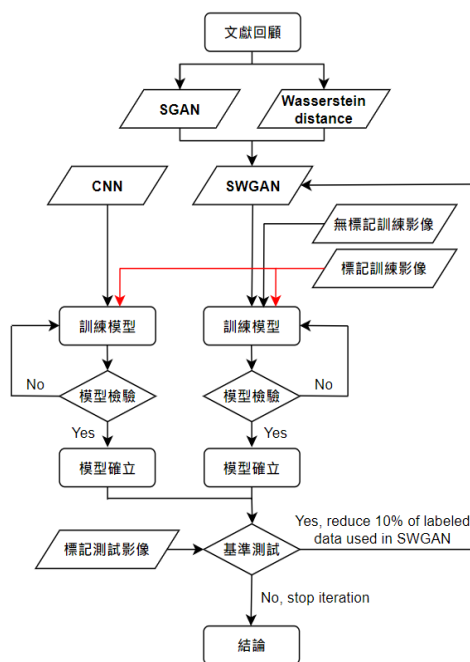 文獻回顧
SGAN
Wasserstein
distance
CNN
SWGAN
無標記訓練影像
標記訓練影像
訓練模型
訓練模型
No
模型檢驗
模型檢驗
No
Yes
Yes
模型確立
模型確立
標記測試影像
基準測試
Yes, reduce 10% of labeled
data used in SWGAN
No, stop iteration
結論